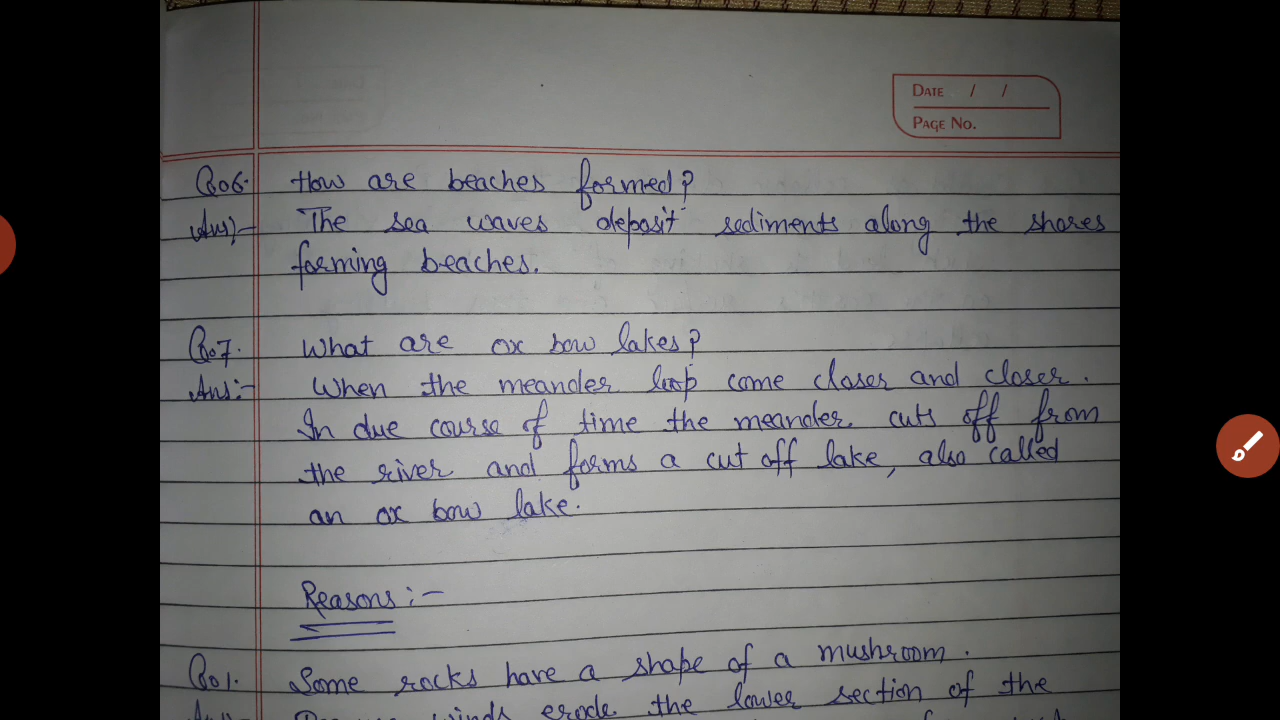 DATE / /
PAGE NO.
Q06. How are beaches formed?
Ans:- The sea waves deposit sediments along the shores
forming beaches.
Q07. What are ox bow lakes?
Ans:- When the meander loop come closer and closer.
In due course of time the meander cuts off from
the river and forms a cut off lake, also called
an ox bow lake.
Reasons:-
Q01. Some rocks have a shape of a mushroom.
winds erode the lower section of the